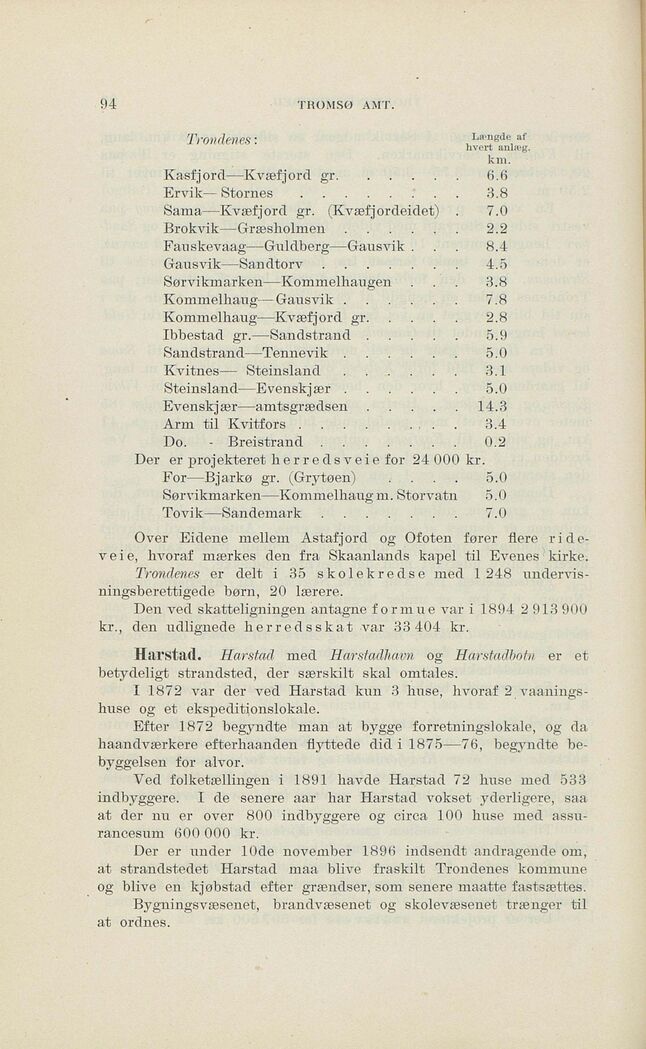 94 TROMSØ AMT.
Trondenes: Længde af
hvert anlæg.
km.
Kasfjord—Kvæfjord gr. . . . . . 6.6
Ervik—Stornes . . . . . . . . 3.8
Sama—Kvæfjord gr. (Kvæfjordeidet) . 7.0
Brokvik—Græsholmen . . . . . . 2.2
Fauskevaag—Guldberg—Gausvik . . . 8.4
Gausvik—Sandtorv . . . . . . . 4.5
Sørvikmarken—Kommelhaugen . . . 3.8
Kommelhaug—Gausvik . . . . . . 7.8
Kommelhaug—Kvæfjord gr. . . . . 2.8
Ibbestad gr.—Sandstrand . . . . . 5.9
Sandstrand—Tennevik . . . . . . 5.0
Kvitnes—Steinsland . . . . . . 3.1
Steinsland—Evenskjær . . . . . . 5.0
Evenskjær—amtsgrædsen . . . . . 14.3
Arm til Kvitfors . . . . . . . . 3.4
Do. - Breistrand . . . . . . . 0.2
Der er projekteret herredsveie for 24 000 kr.
For—Bjarkø gr. (Grytøen) . . . . 5.0
Sørvikmarken—Kommelhaug m. Storvatn 5.0
Tovik—Sandemark . . . . . . . 7.0
Over Eidene mellem Astafjord og Ofoten fører flere ride-
veie, hvoraf mærkes den fra Skaanlands kapel til Evenes kirke.
Trondenes er delt i 35 skolekredse med 1 248 undervis-
ningsberettigede børn, 20 lærere.
Den ved skatteligningen antagne formue var i 1894 2 913 900
kr., den udlignede herredsskat var 33 404 kr.
Harstad. Harstad med Harstadhavn og Harstadbotn er et
betydeligt strandsted, der særskilt skal omtales.
I 1872 var der ved Harstad kun 3 huse, hvoraf 2 vaanings-
huse og et ekspeditionslokale.
Efter 1872 begyndte man at bygge forretningslokale, og da
haandværkere efterhaanden flyttede did i 1875—76, begyndte be-
byggelsen for alvor.
Ved folketællingen i 1891 havde Harstad 72 huse med 533
indbyggere. I de senere aar har Harstad vokset yderligere, saa
at der nu er over 800 indbyggere og circa 100 huse med assu-
rancesum 600 000 kr.
Der er under 10de november 1896 indsendt andragende om,
at strandstedet Harstad maa blive fraskilt Trondenes kommune
og blive en kjøbstad efter grændser, som senere maatte fastsættes.
Bygningsvæsenet, brandvæsenet og skolevæsenet trænger til
at ordnes.